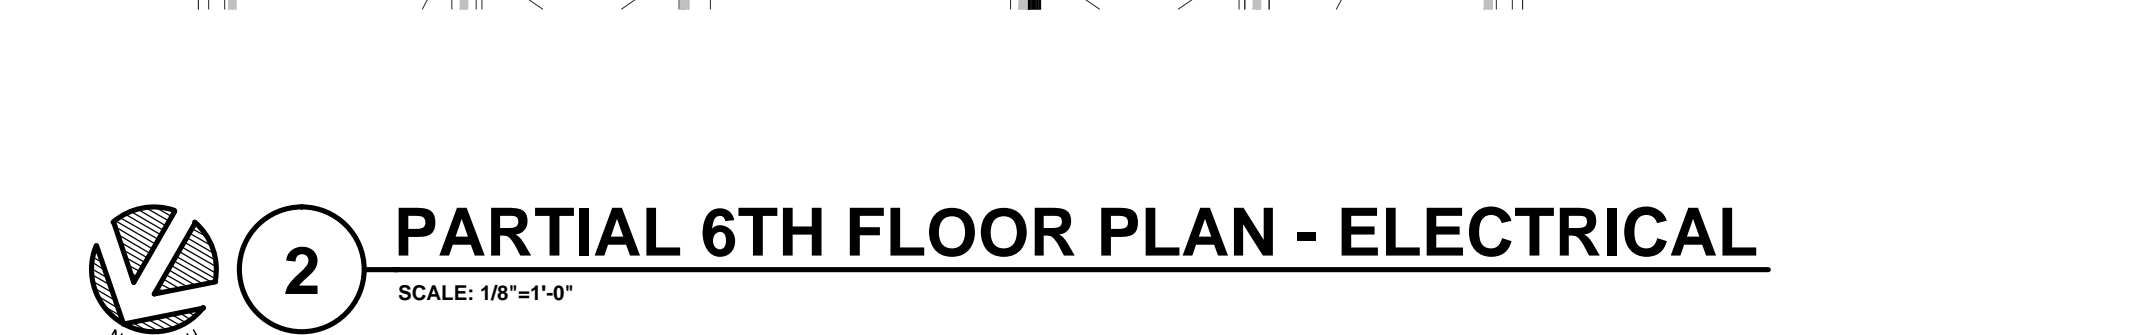 2
PARTIAL 6TH FLOOR PLAN - ELECTRICAL
SCALE: 1/8"=1'-0"